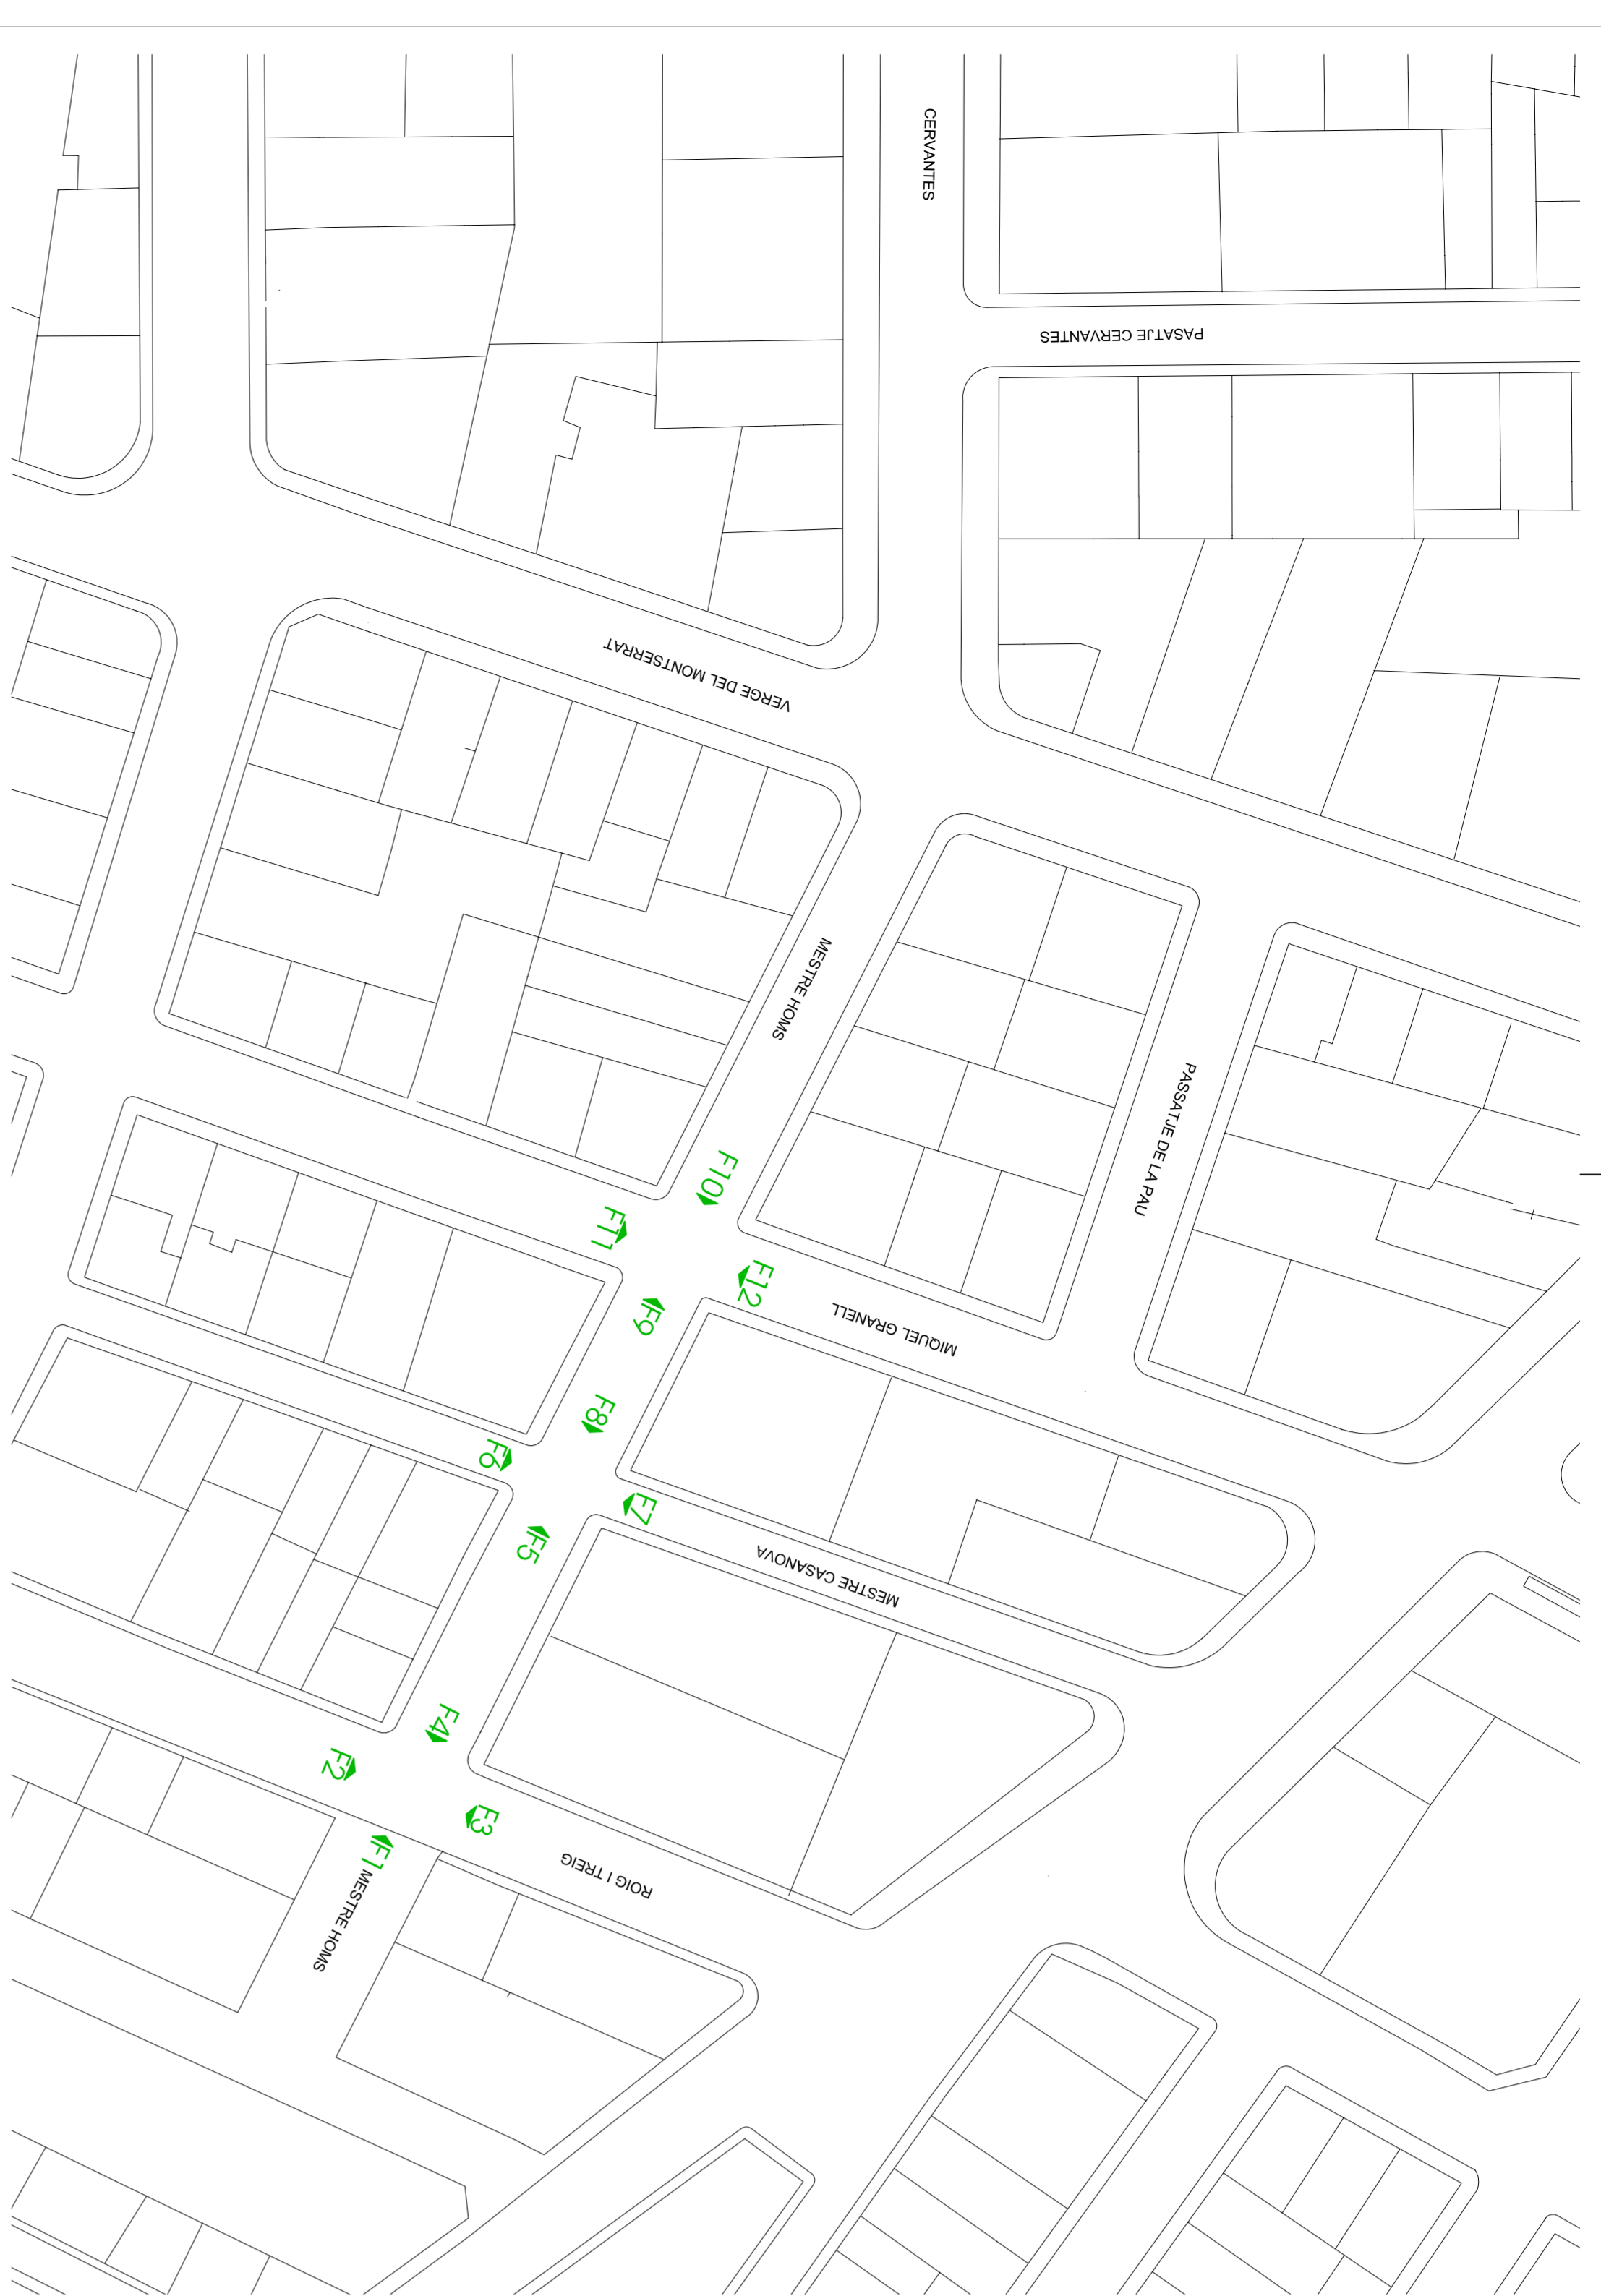 CERVANTES
PASATJE CERVANTES
VERGE DEL MONTSERRAT
MESTRE HOMS
PASSATJE DE LA PAU
F10
F11
F12
F9
MIQUEL GRANELL
F8
F6
F7
F5
MESTRE CASANOVA
F4
F2
F3
F1
ROIG I TREIG
MESTRE HOMS